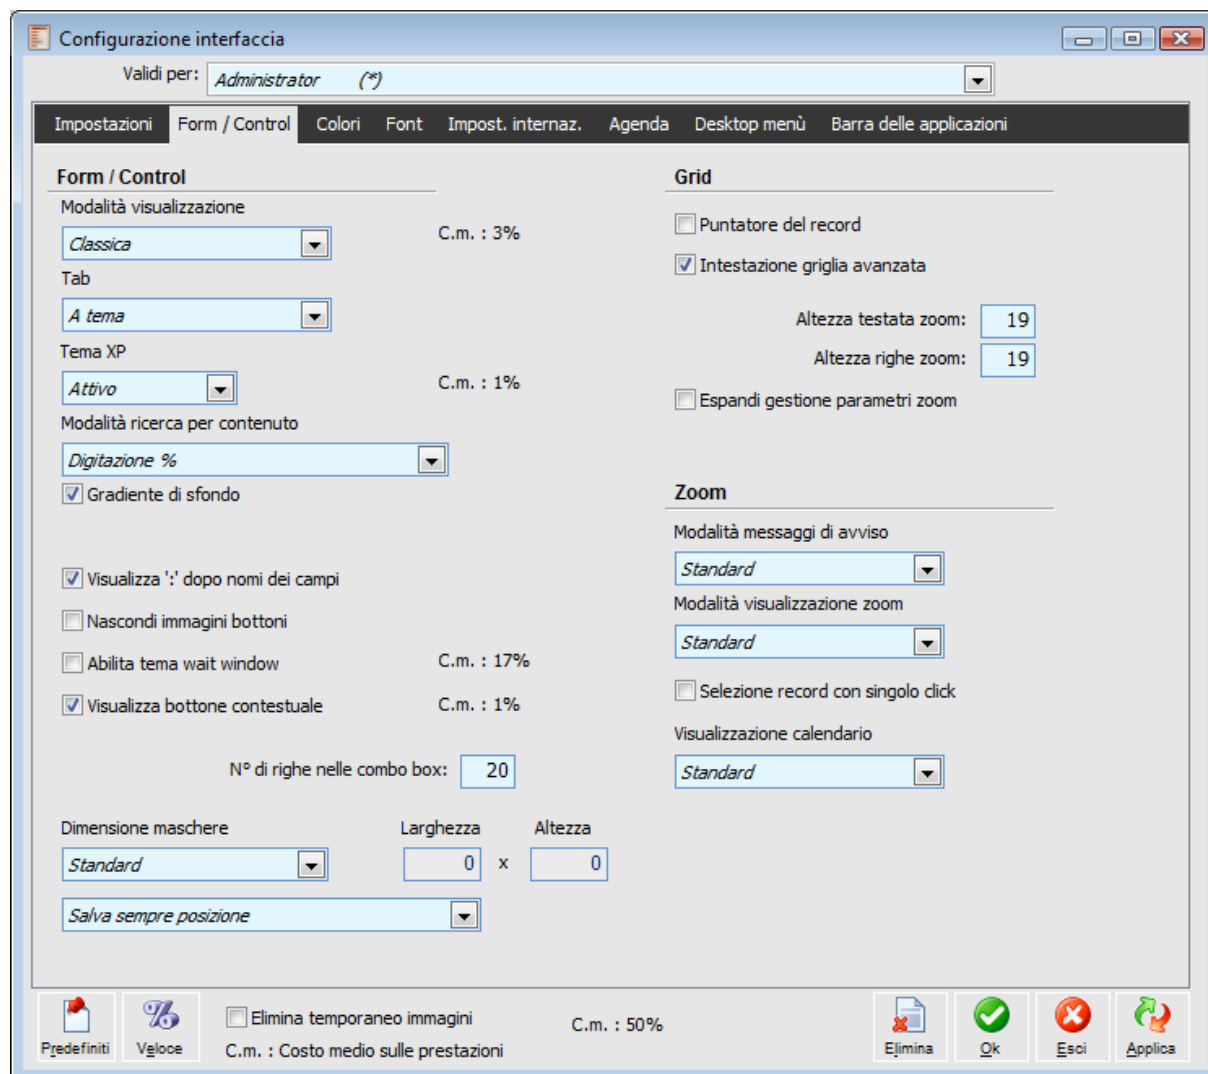 Configurazione interfaccia
Validi per: Administrator (*)
Impostazioni Form / Control Colori Font Impost. internaz. Agenda Desktop menù Barra delle applicazioni
Form / Control
Modalità visualizzazione
Classica C.m. : 3%
Tab
A tema
Tema XP
Attivo C.m. : 1%
Modalità ricerca per contenuto
Digitazione %
Gradiente di sfondo
Visualizza ':' dopo nomi dei campi
Nascondi immagini bottoni
Abilita tema wait window C.m. : 17%
Visualizza bottone contestuale C.m. : 1%
N° di righe nelle combo box: 20
Dimensione maschere Larghezza Altezza
Standard 0 x 0
Salva sempre posizione
Grid
Puntatore del record
Intestazione griglia avanzata
Altezza testata zoom: 19
Altezza righe zoom: 19
Espandi gestione parametri zoom
Zoom
Modalità messaggi di avviso
Standard
Modalità visualizzazione zoom
Standard
Selezione record con singolo click
Visualizzazione calendario
Standard
Predefiniti Veloce
Elimina temporaneo immagini C.m. : 50%
C.m. : Costo medio sulle prestazioni
Elimina Ok Esci Applica